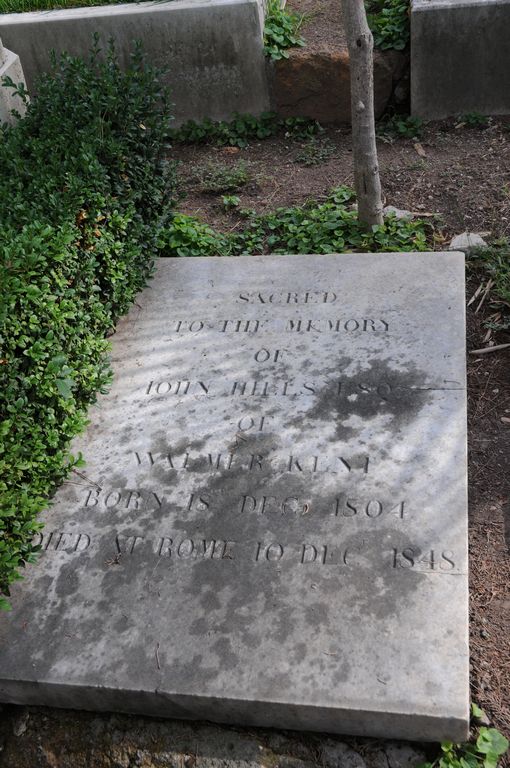 SACRED
TO THE MEMORY
OF
JOHN HILLS ESQ
OF
WALMER KENT
BORN 18 DEC, 1804
DIED AT ROME 10 DEC 1848.